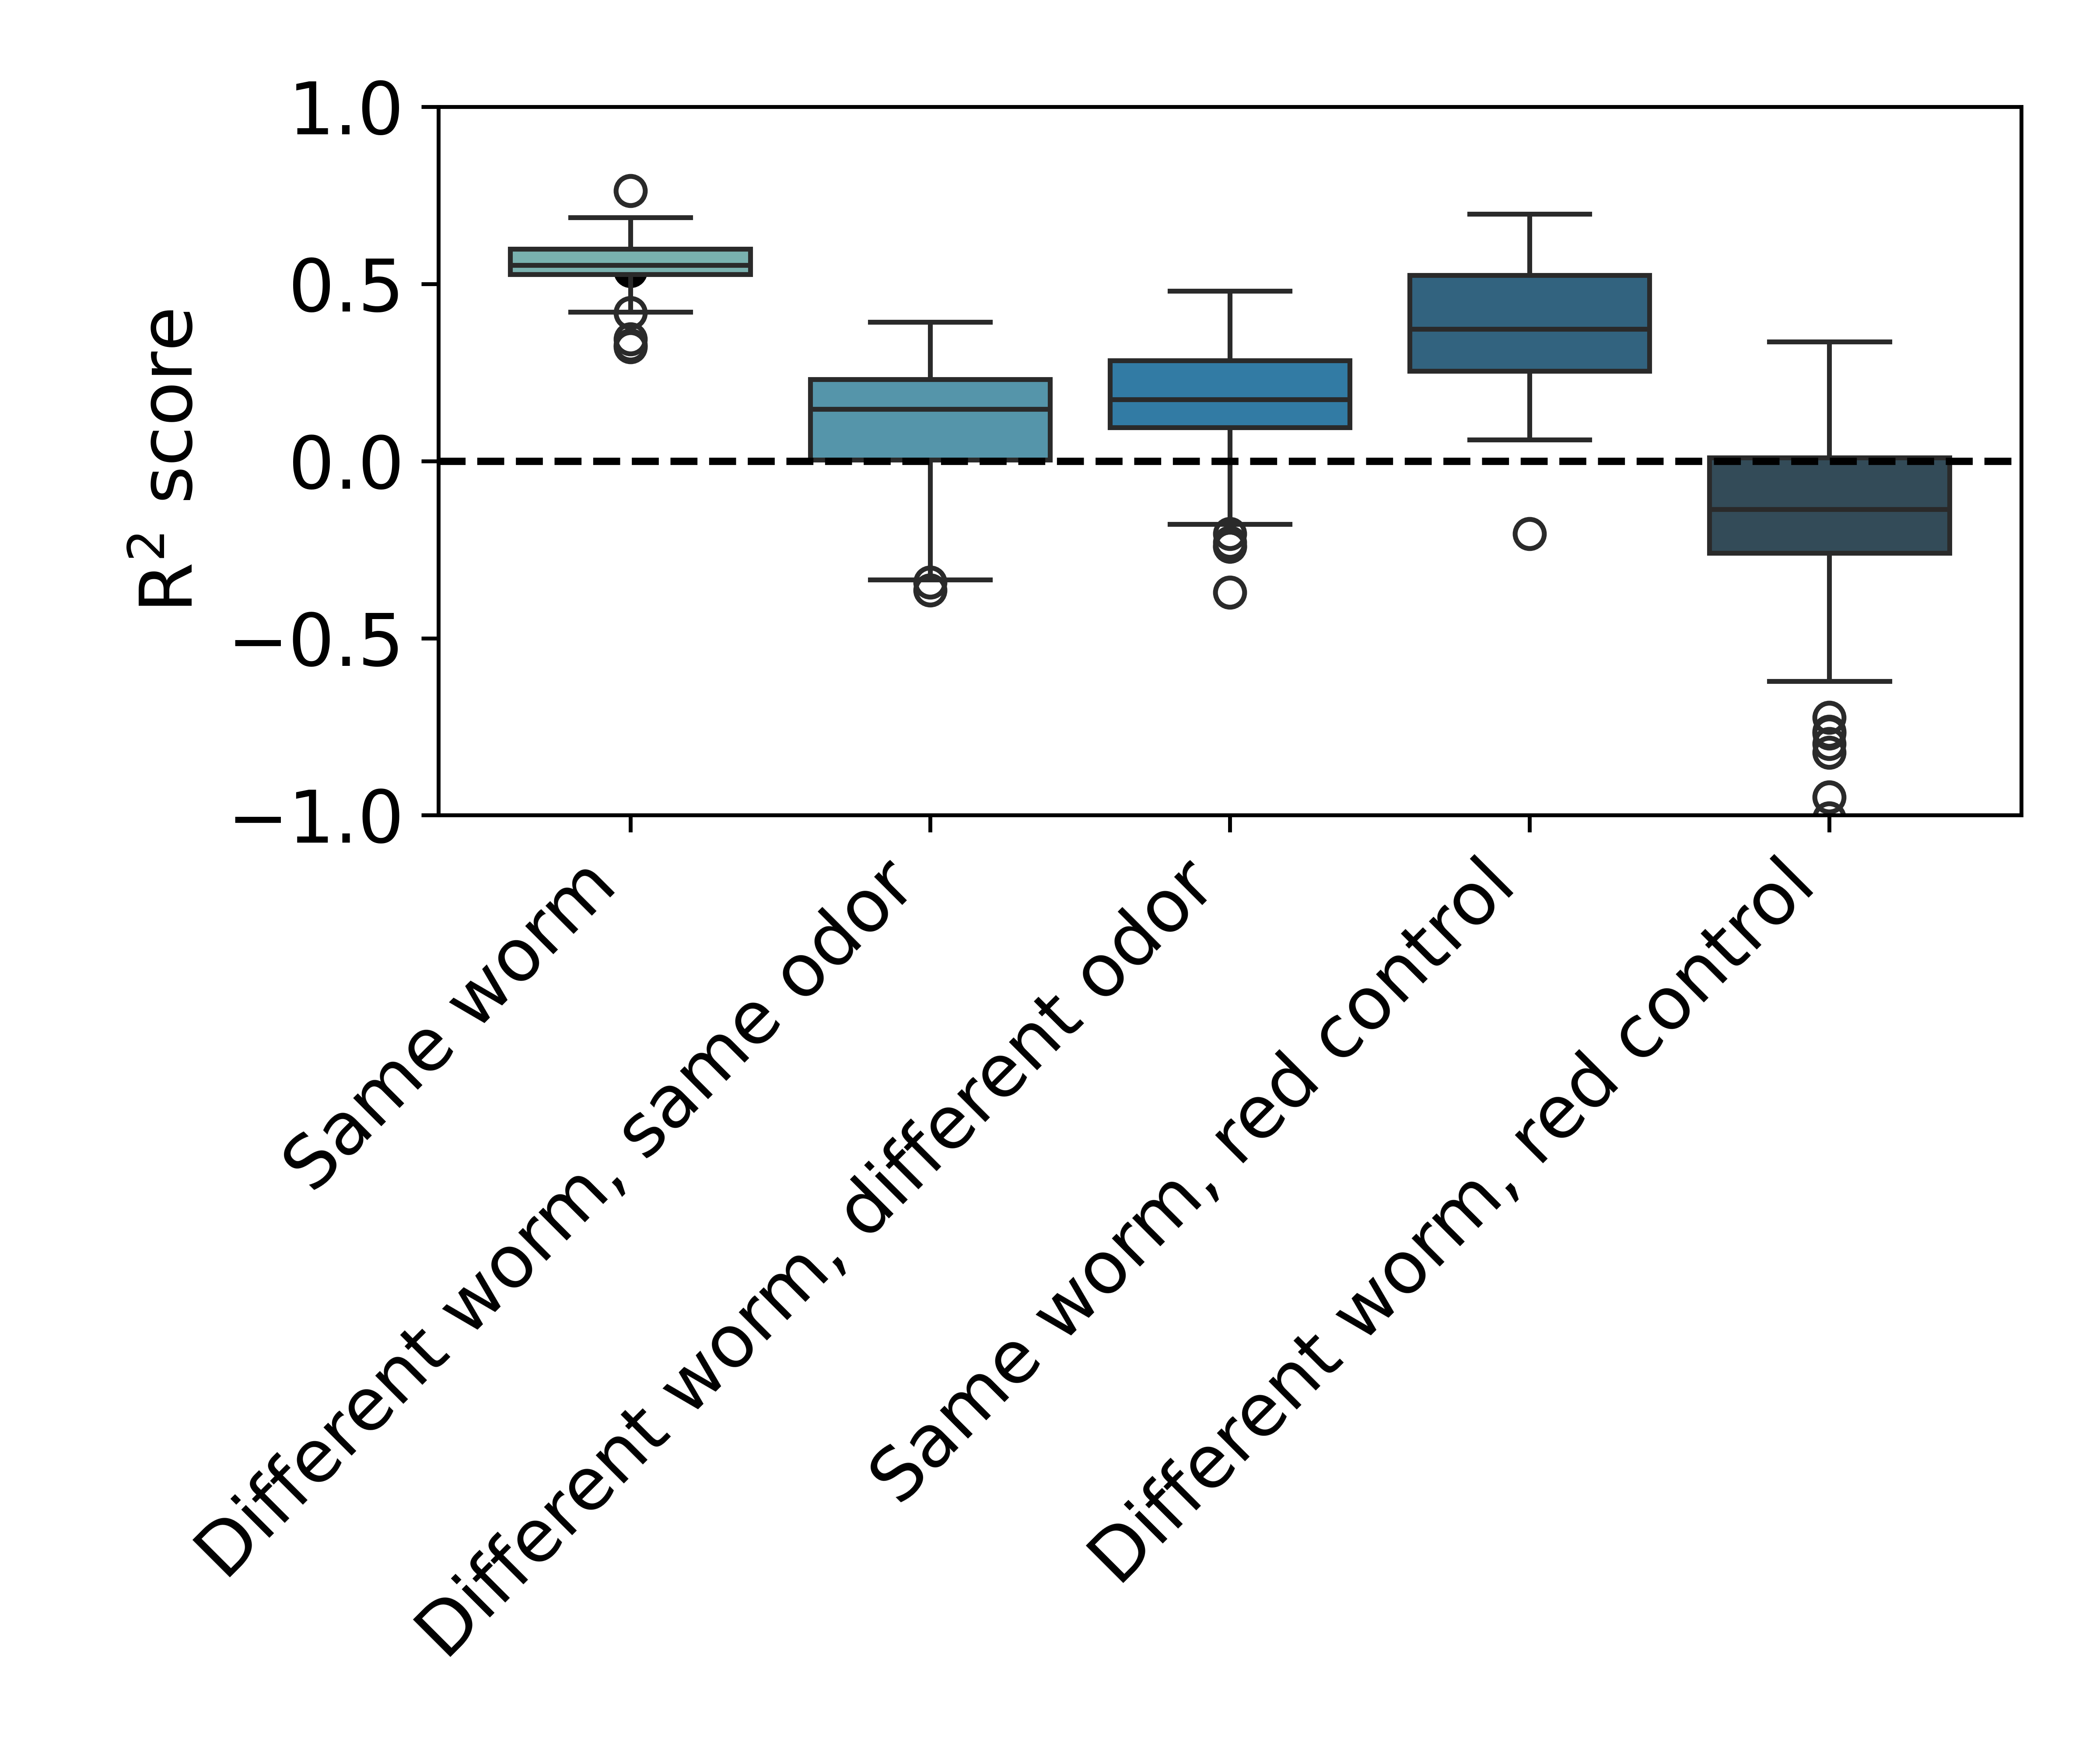 R² score
1.0
0.5
0.0
−0.5
−1.0
Same worm
Different worm, same odor
Different worm, different odor
Same worm, red control
Different worm, red control